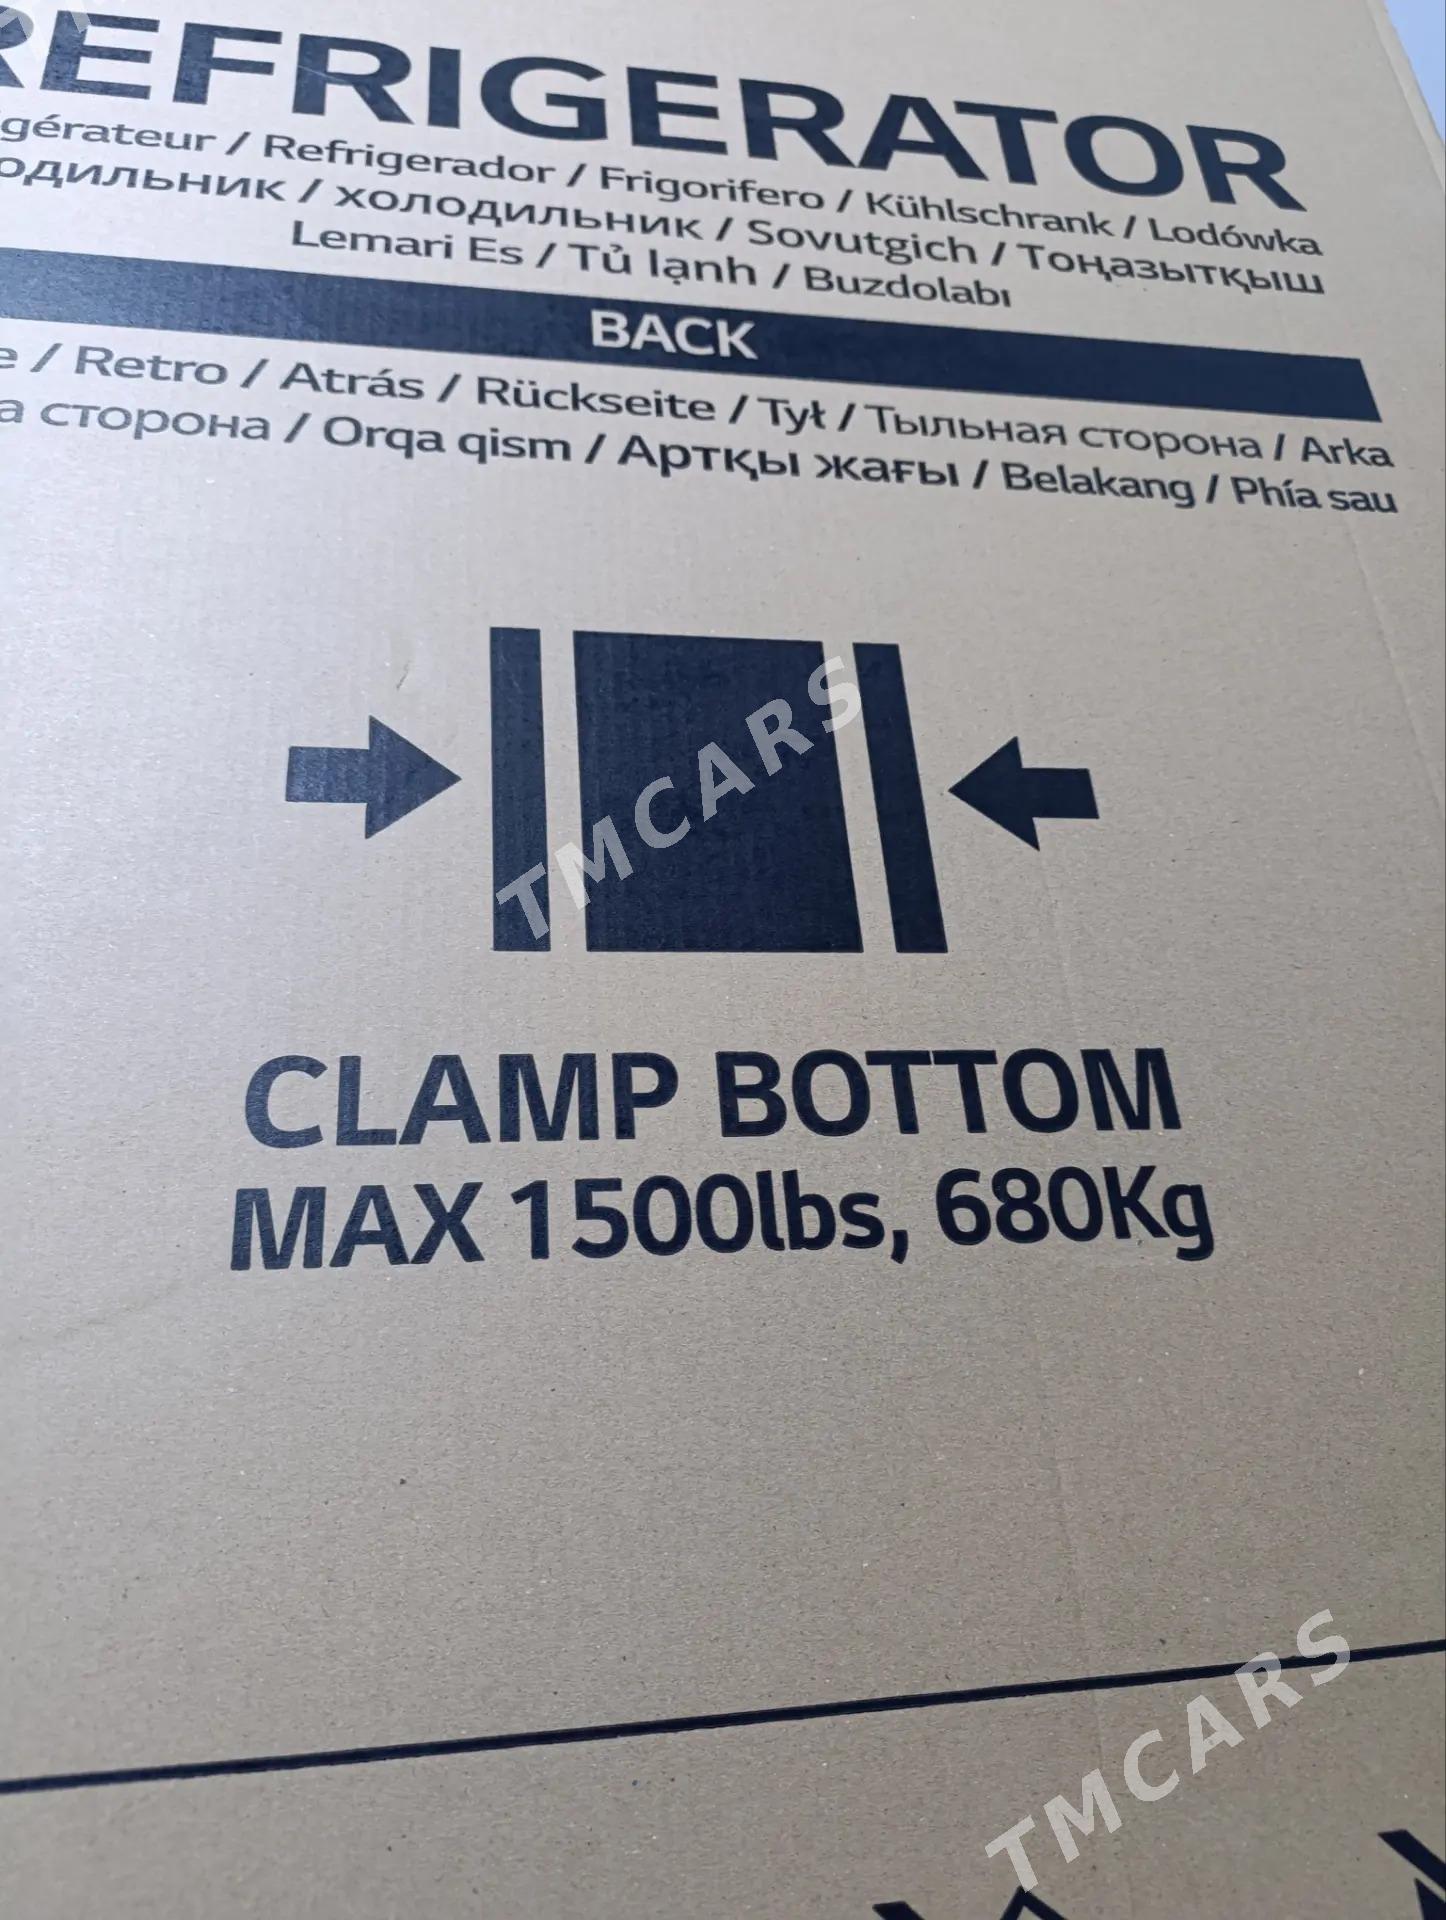 REFRIGERATOR
gérateur / Refrigerador / Frigorifero / Kühlschrank / Lodówka
одильник / холодильник / Sovutgich / Тоңазытқыш
Lemari Es / Tủ lạnh / Buzdolabı
BACK
e / Retro / Atrás / Rückseite / Tył / Тыльная сторона / Arka
а сторона / Orqa qism / Артқы жағы / Belakang / Phía sau
TMCARS
CLAMP BOTTOM
MAX 1500lbs, 680Kg
TMCARS